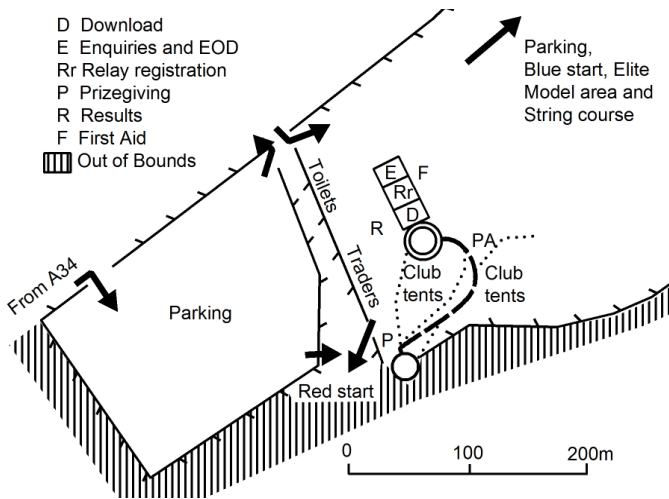 D Download
E Enquiries and EOD
Rr Relay registration
P Prizegiving
R Results
F First Aid
Out of Bounds
Parking,
Blue start, Elite
Model area and
String course
Toilets
E
F
Rr
D
R
PA
From A34
Traders
Club
tents
Club
tents
Parking
P
Red start
0
100
200m